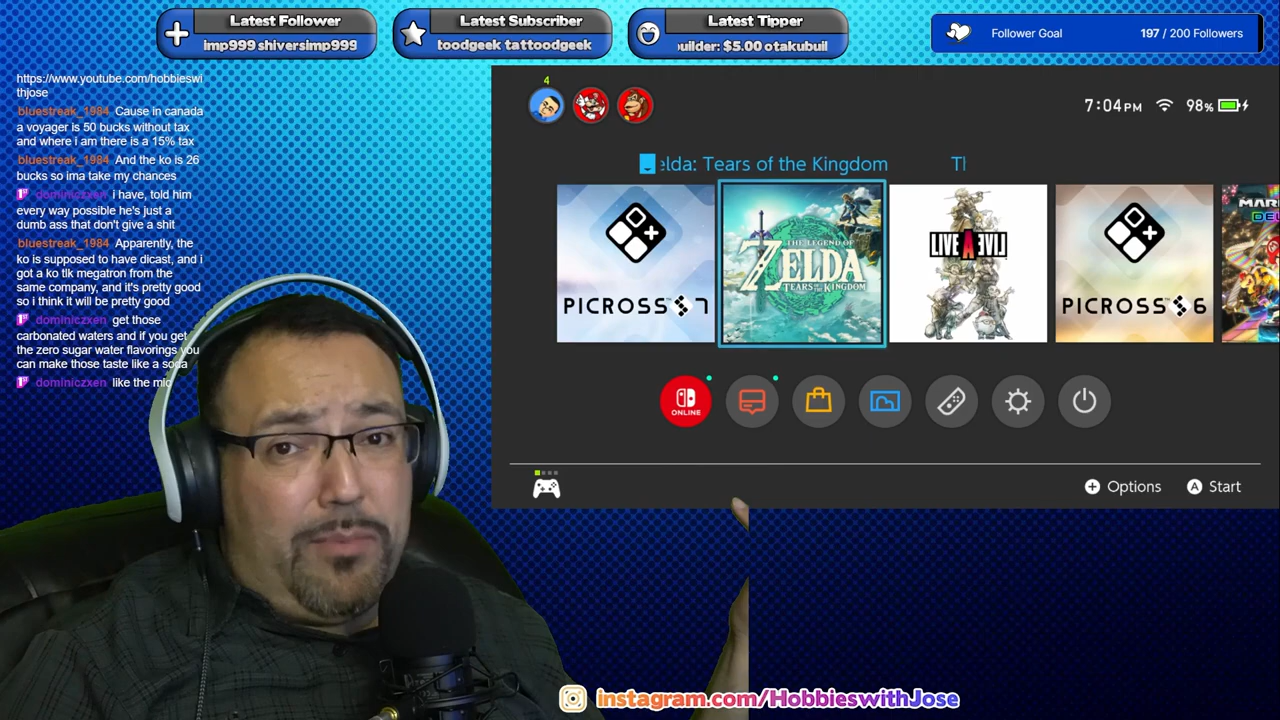 Latest Follower
imp999 shiversimp999
Latest Subscriber
toodgeek tattoodgeek
Latest Tipper
uilder: $5.00 otakubuil
Follower Goal
197 / 200 Followers
https://www.youtube.com/hobbieswi
thjose
bluestreak_1984 Cause in canada
a voyager is 50 bucks without tax
and where i am there is a 15% tax
bluestreak_1984 And the ko is 26
bucks so ima take my chances
dominiczxen i have, told him
every way possible he's just a
dumb ass that don't give a shit
bluestreak_1984 Apparently, the
ko is supposed to have dicast, and i
got a ko tlk megatron from the
same company, and it's pretty good
so i think it will be pretty good
dominiczxen get those
carbonated waters and if you get
the zero sugar water flavorings you
can make those taste like a soda
dominiczxen like the mio
4
7:04PM
98%
elda: Tears of the Kingdom
Th
PICROSS 7
THE LEGEND OF
ZELDA
TEARS OF THE KINGDOM
LIVE A LIVE
PICROSS 6
MARI
DEL
ONLINE
Options
A Start
instagram.com/HobbieswithJose